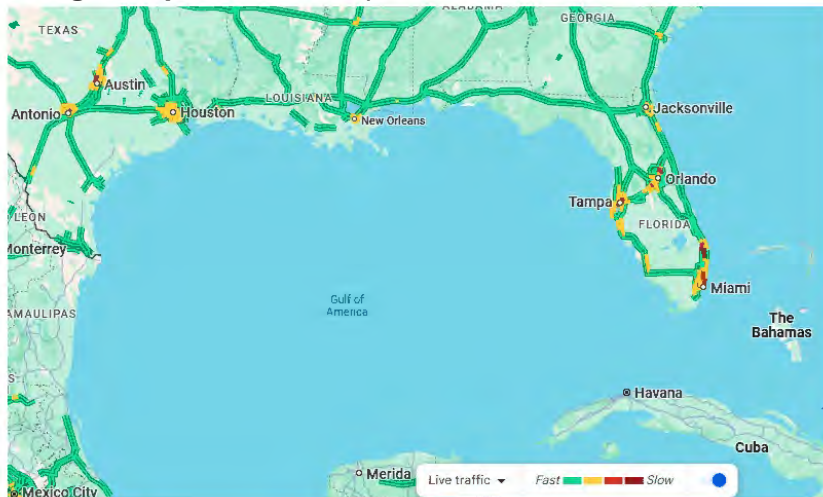 ALABAMA
GEORGIA
TEXAS
Austin
LOUISIANA
Antonio
Houston
New Orleans
Jacksonville
Orlando
Tampa
FLORIDA
LEON
Monterrey
Miami
Gulf of
America
AMAULIPAS
The
Bahamas
Havana
Cuba
Merida
Live traffic
Fast
Slow
Mexico City